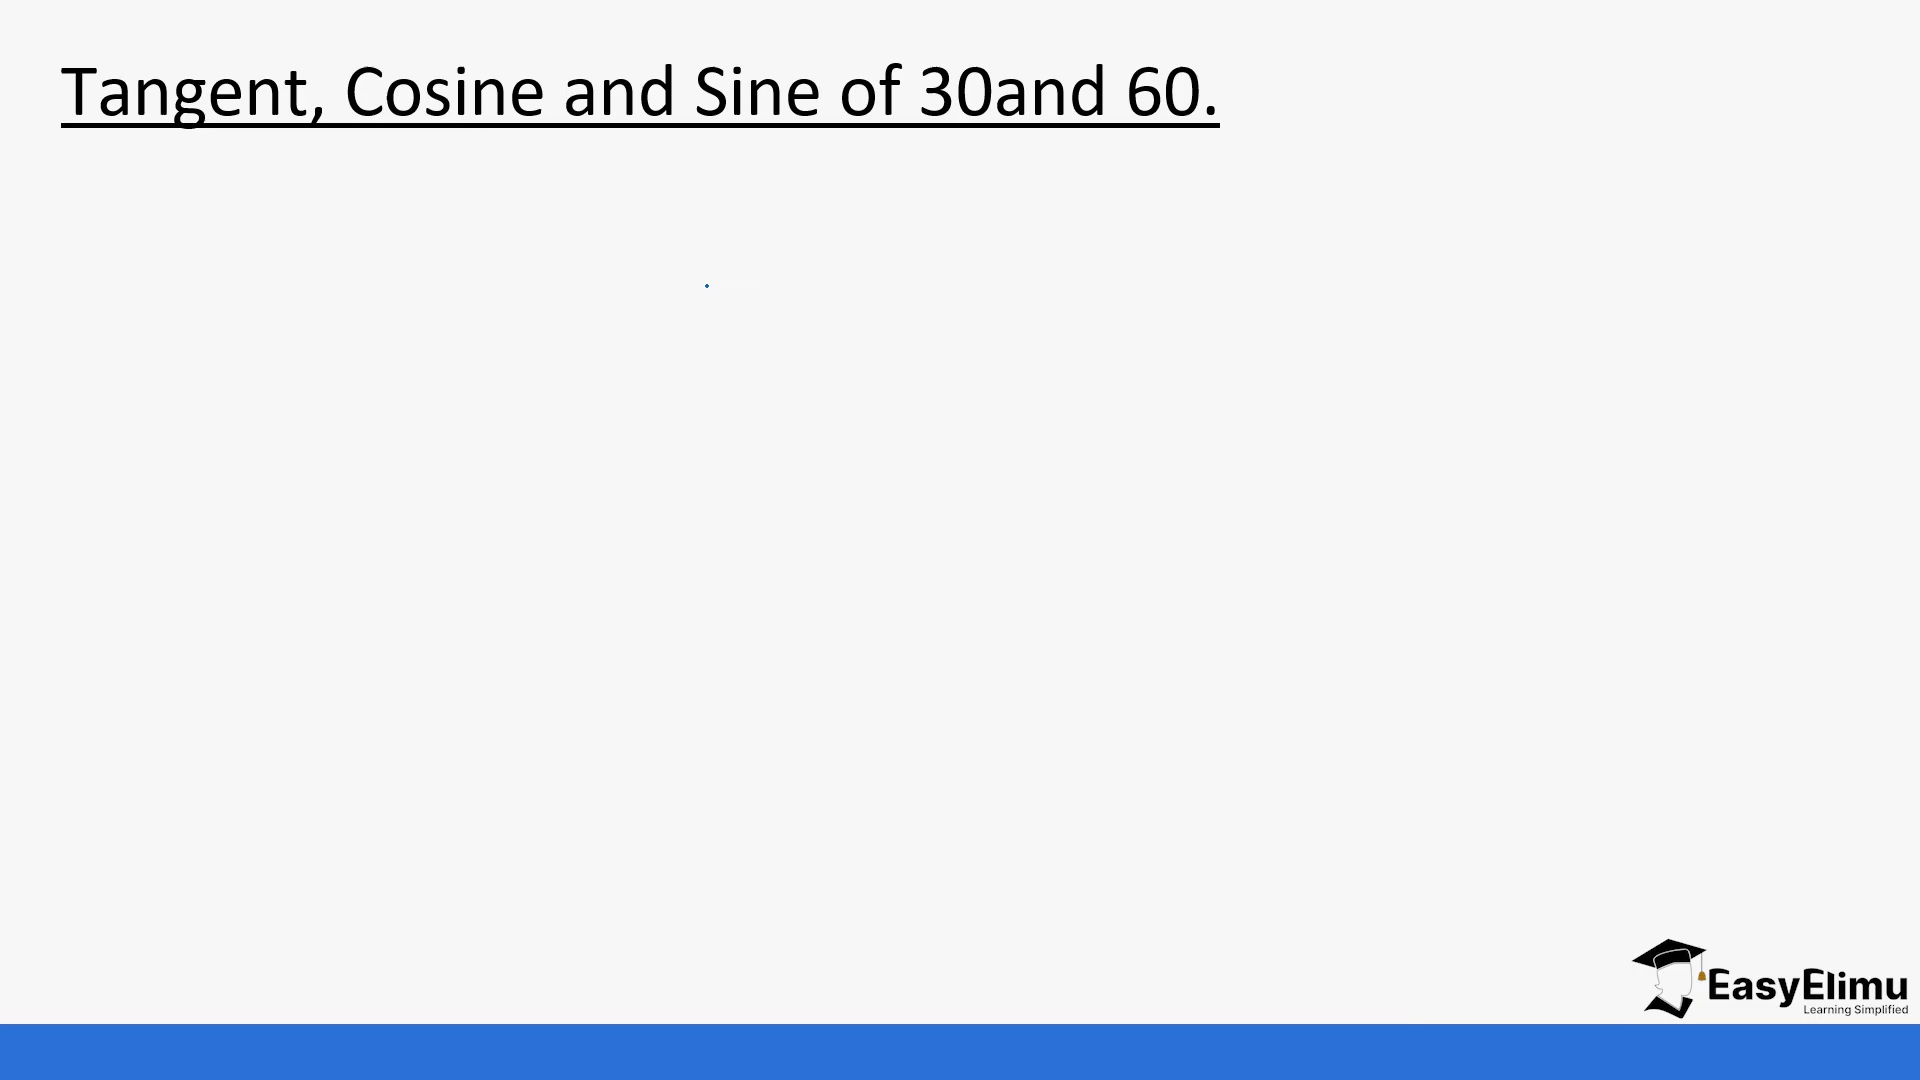 Tangent, Cosine and Sine of 30and 60.
EasyElimu
Learning Simplified